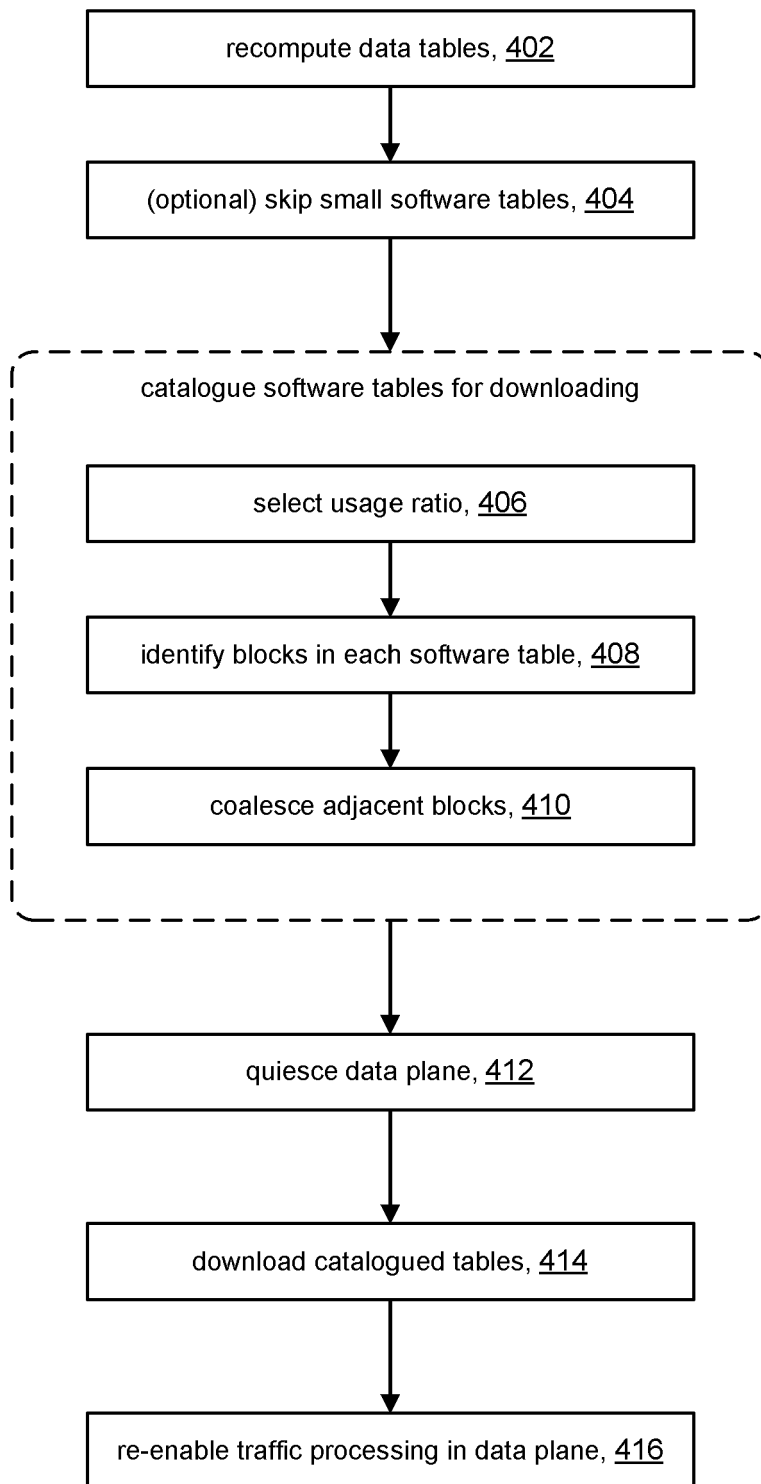 recompute data tables, 402
(optional) skip small software tables, 404
catalogue software tables for downloading
select usage ratio, 406
identify blocks in each software table, 408
coalesce adjacent blocks, 410
quiesce data plane, 412
download catalogued tables, 414
re-enable traffic processing in data plane, 416